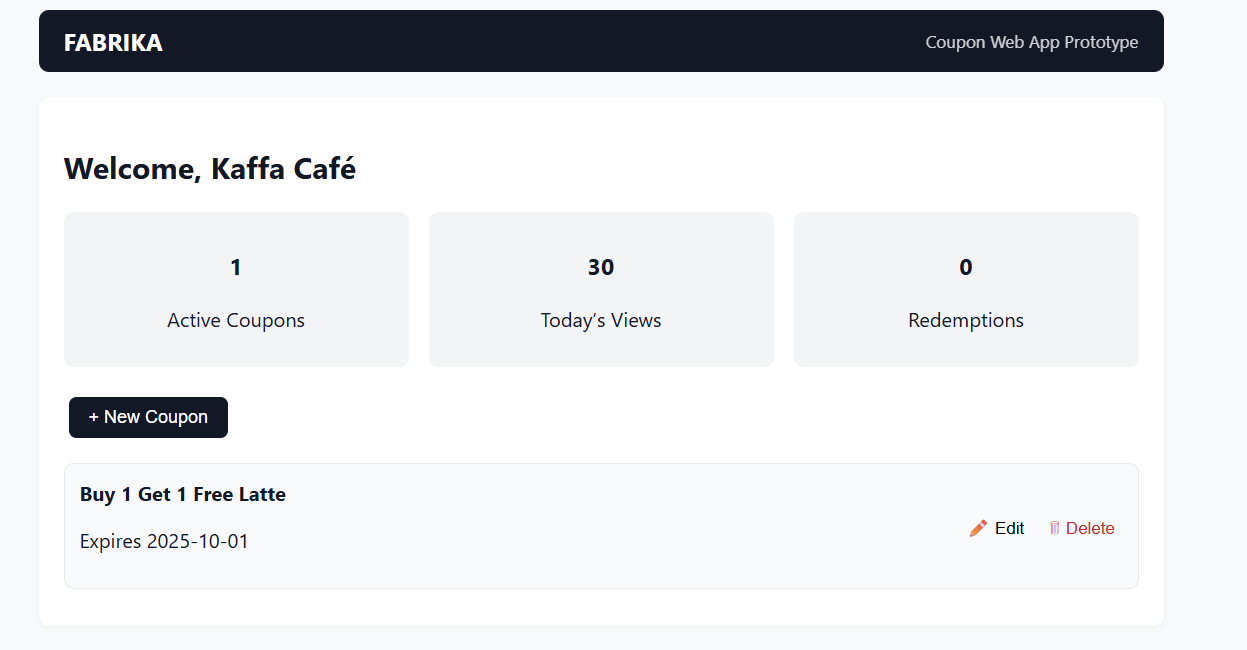 FABRIKA
Coupon Web App Prototype
Welcome, Kaffa Café
1
Active Coupons
30
Today’s Views
0
Redemptions
+ New Coupon
Buy 1 Get 1 Free Latte
Expires 2025-10-01
Edit
Delete